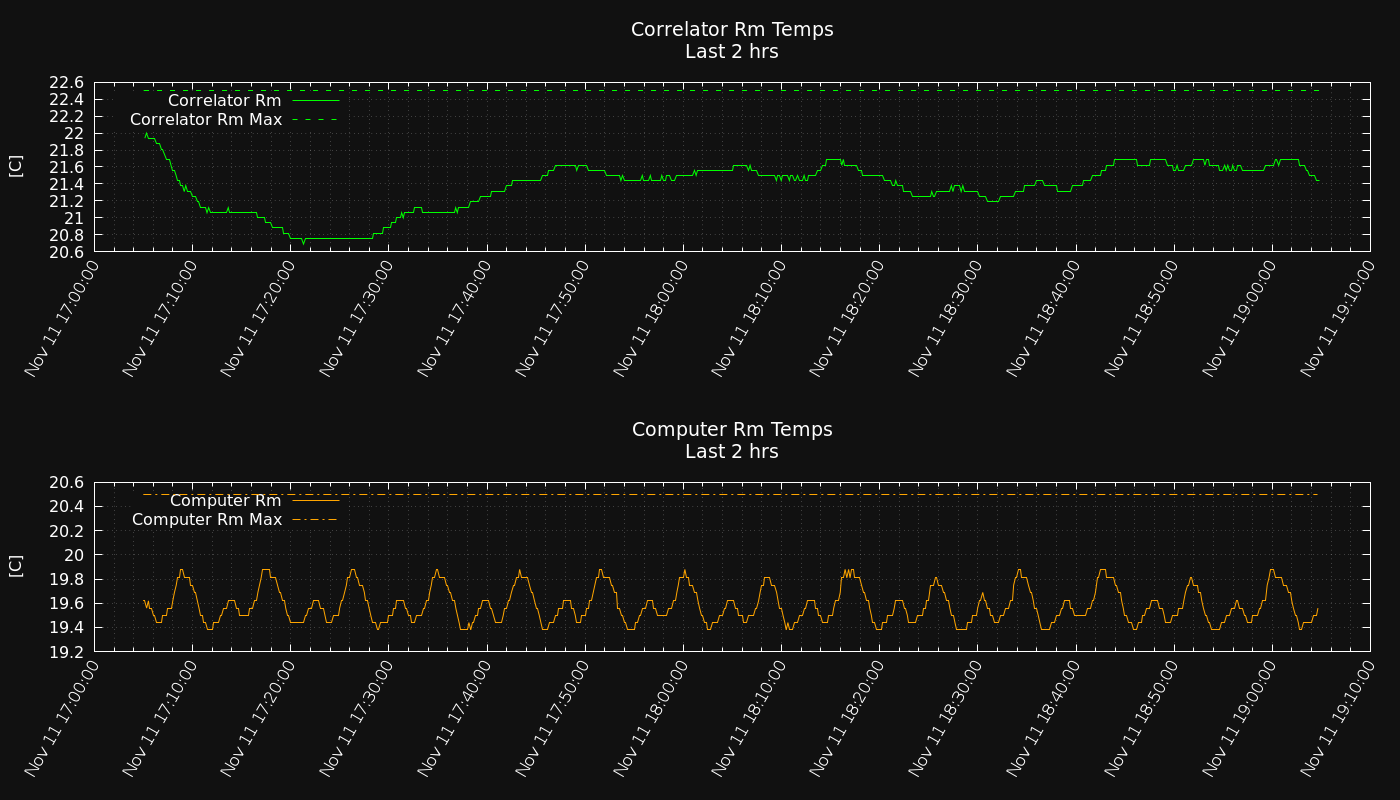 Correlator Rm Temps
Last 2 hrs
[C]
22.6
22.4
22.2
22
21.8
21.6
21.4
21.2
21
20.8
20.6
Correlator Rm
Correlator Rm Max
Nov 11 17:00:00
Nov 11 17:10:00
Nov 11 17:20:00
Nov 11 17:30:00
Nov 11 17:40:00
Nov 11 17:50:00
Nov 11 18:00:00
Nov 11 18:10:00
Nov 11 18:20:00
Nov 11 18:30:00
Nov 11 18:40:00
Nov 11 18:50:00
Nov 11 19:00:00
Nov 11 19:10:00
Computer Rm Temps
Last 2 hrs
[C]
20.6
20.4
20.2
20
19.8
19.6
19.4
19.2
Computer Rm
Computer Rm Max
Nov 11 17:00:00
Nov 11 17:10:00
Nov 11 17:20:00
Nov 11 17:30:00
Nov 11 17:40:00
Nov 11 17:50:00
Nov 11 18:00:00
Nov 11 18:10:00
Nov 11 18:20:00
Nov 11 18:30:00
Nov 11 18:40:00
Nov 11 18:50:00
Nov 11 19:00:00
Nov 11 19:10:00